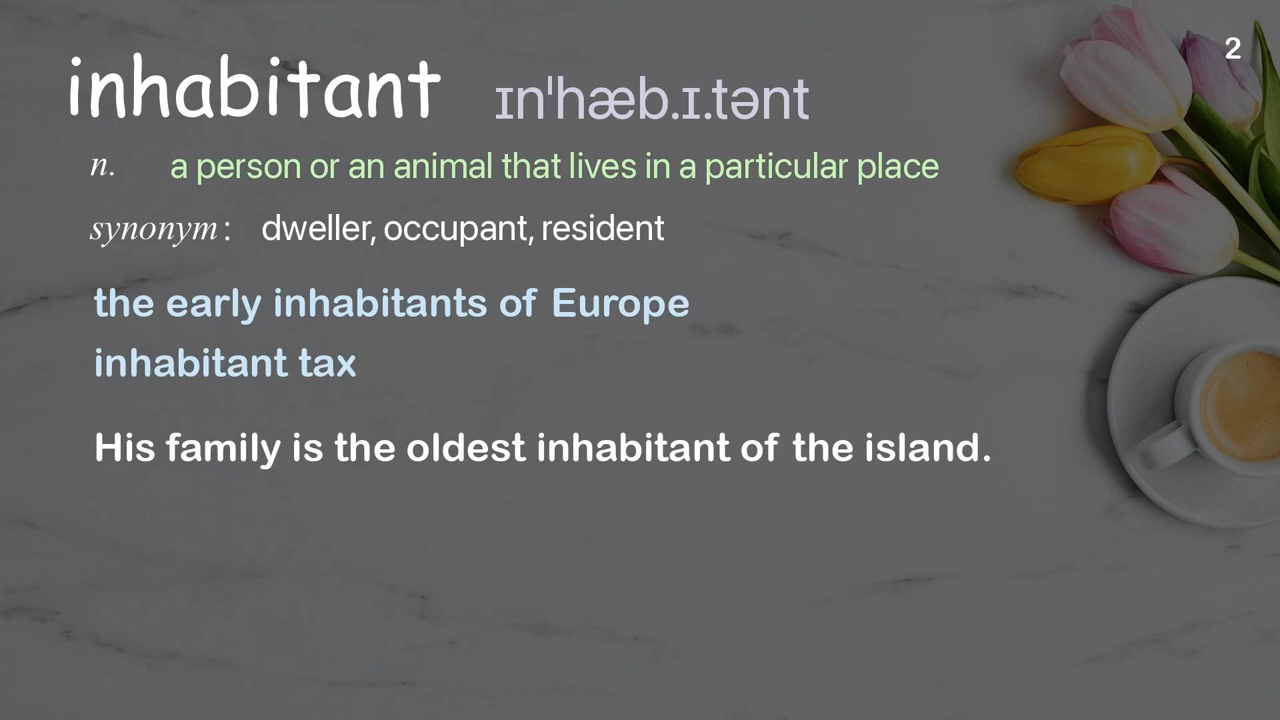 2
inhabitant ɪnˈhæb.ɪ.tənt
n. a person or an animal that lives in a particular place
synonym: dweller, occupant, resident
the early inhabitants of Europe
inhabitant tax
His family is the oldest inhabitant of the island.